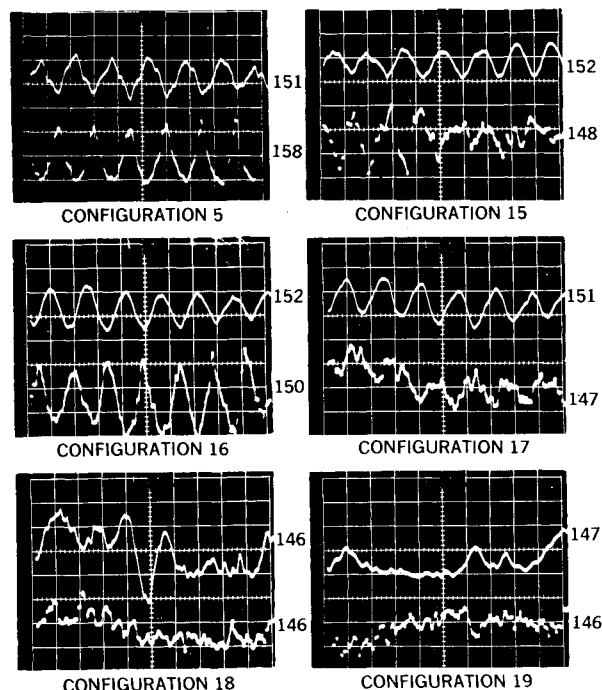 151
158
CONFIGURATION 5
152
148
CONFIGURATION 15
152
150
CONFIGURATION 16
151
147
CONFIGURATION 17
146
146
CONFIGURATION 18
147
146
CONFIGURATION 19